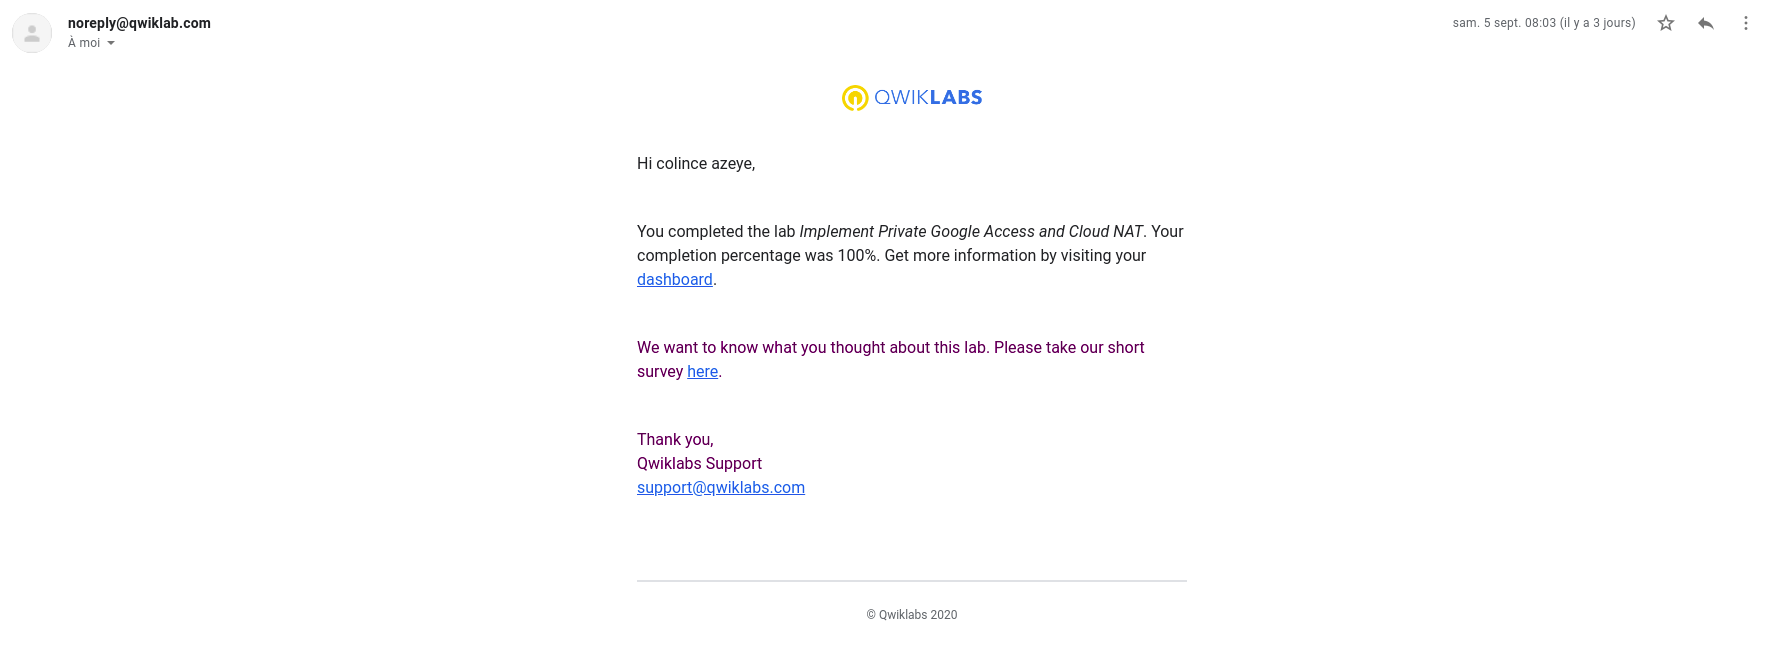 noreply@qwiklab.com
sam. 5 sept. 08:03 (il y a 3 jours)
À moi
QWIKLABS
Hi colince azeye,
You completed the lab Implement Private Google Access and Cloud NAT. Your
completion percentage was 100%. Get more information by visiting your
dashboard.
We want to know what you thought about this lab. Please take our short
survey here.
Thank you,
Qwiklabs Support
support@qwiklabs.com
© Qwiklabs 2020